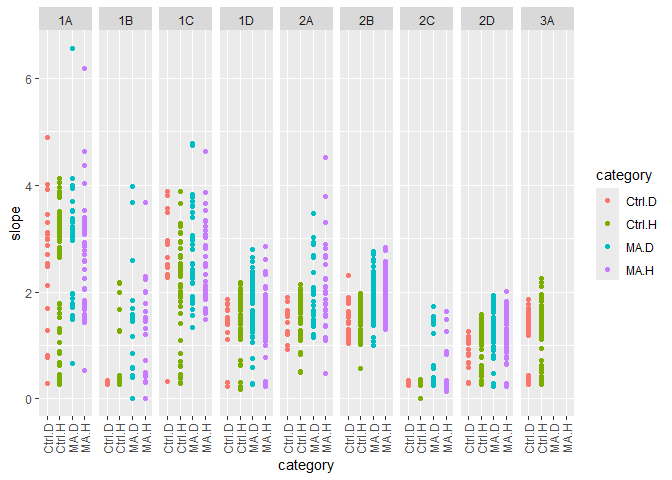 1A 1B 1C 1D 2A 2B 2C 2D 3A
6
4
2
0
slope
Ctrl.D Ctrl.H MA.D MA.H Ctrl.D Ctrl.H MA.D MA.H Ctrl.D Ctrl.H MA.D MA.H Ctrl.D Ctrl.H MA.D MA.H Ctrl.D Ctrl.H MA.D MA.H Ctrl.D Ctrl.H MA.D MA.H Ctrl.D Ctrl.H MA.D MA.H Ctrl.D Ctrl.H MA.D MA.H Ctrl.D Ctrl.H MA.D MA.H
category
category
Ctrl.D
Ctrl.H
MA.D
MA.H